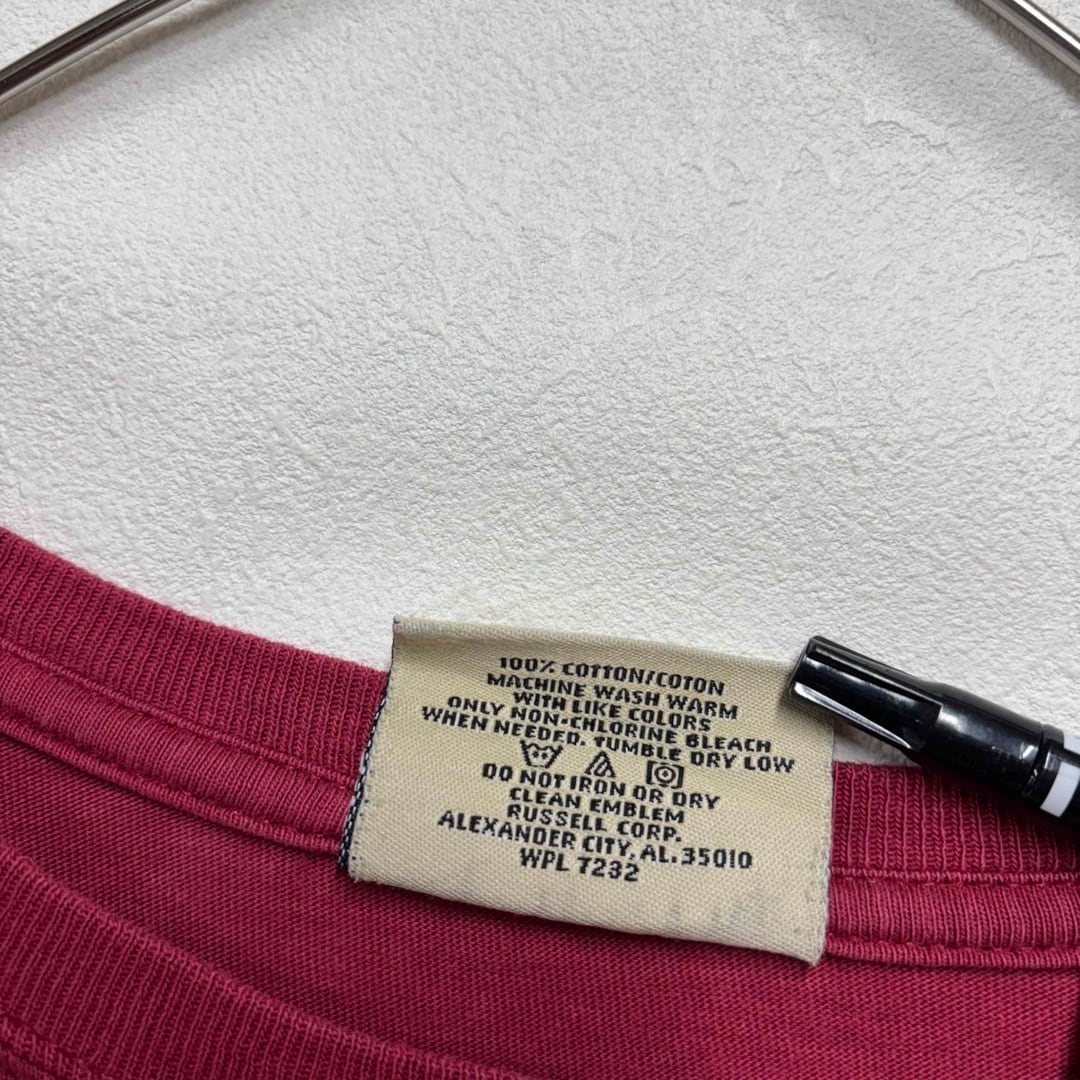 100% COTTON/COTON
MACHINE WASH WARM
WITH LIKE COLORS
ONLY NON-CHLORINE BLEACH
WHEN NEEDED. TUMBLE DRY LOW
DO NOT IRON OR DRY
CLEAN EMBLEM
RUSSELL CORP.
ALEXANDER CITY, AL. 35010
WPL 7232